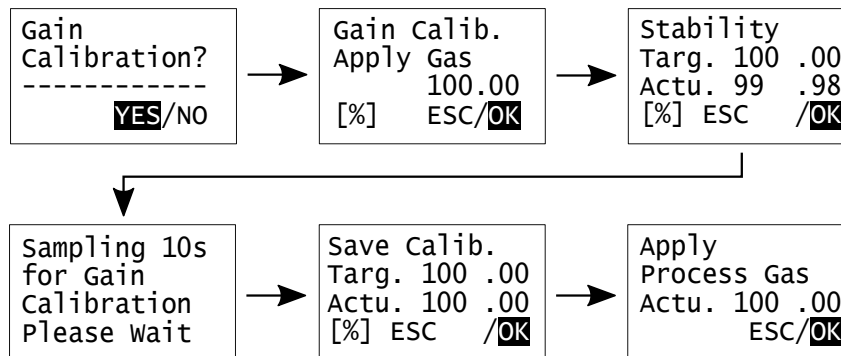 Gain
Calibration?
------------
YES/NO
Gain Calib.
Apply Gas
100.00
[%] ESC/OK
Stability
Targ. 100 .00
Actu. 99 .98
[%] ESC /OK
Sampling 10s
for Gain
Calibration
Please Wait
Save Calib.
Targ. 100 .00
Actu. 100 .00
[%] ESC /OK
Apply
Process Gas
Actu. 100 .00
ESC/OK